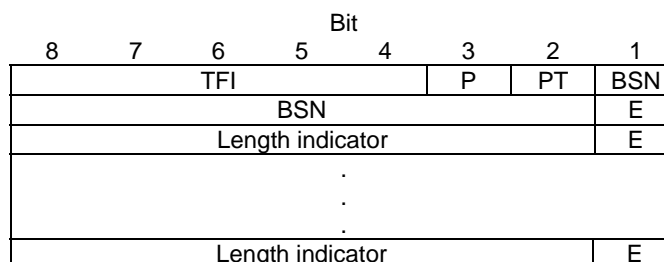 Bit
8 7 6 5 4 3 2 1
TFI P PT BSN
BSN E
Length indicator E
.
.
.
Length indicator E